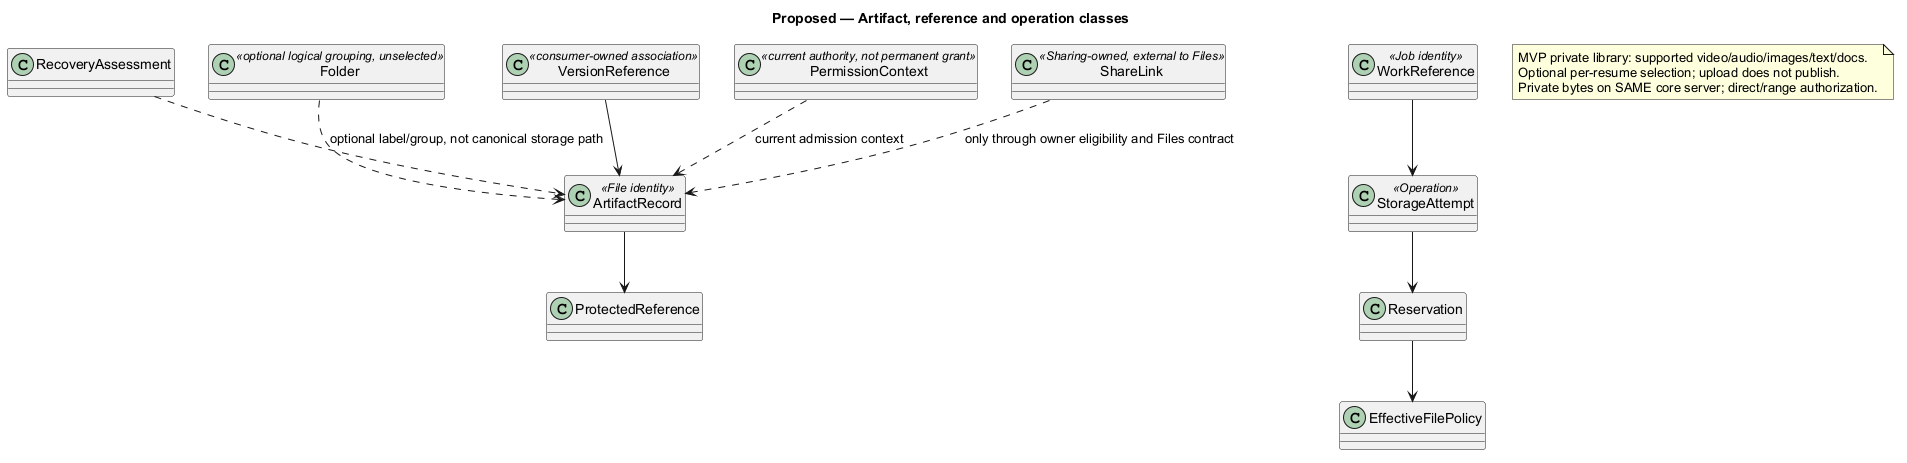 Proposed — Artifact, reference and operation classes
C RecoveryAssessment
C «optional logical grouping, unselected»
Folder
C «consumer-owned association»
VersionReference
C «current authority, not permanent grant»
PermissionContext
C «Sharing-owned, external to Files»
ShareLink
C «Job identity»
WorkReference
MVP private library: supported video/audio/images/text/docs.
Optional per-resume selection; upload does not publish.
Private bytes on SAME core server; direct/range authorization.
optional label/group, not canonical storage path
current admission context
only through owner eligibility and Files contract
C «File identity»
ArtifactRecord
C «Operation»
StorageAttempt
C ProtectedReference
C Reservation
C EffectiveFilePolicy